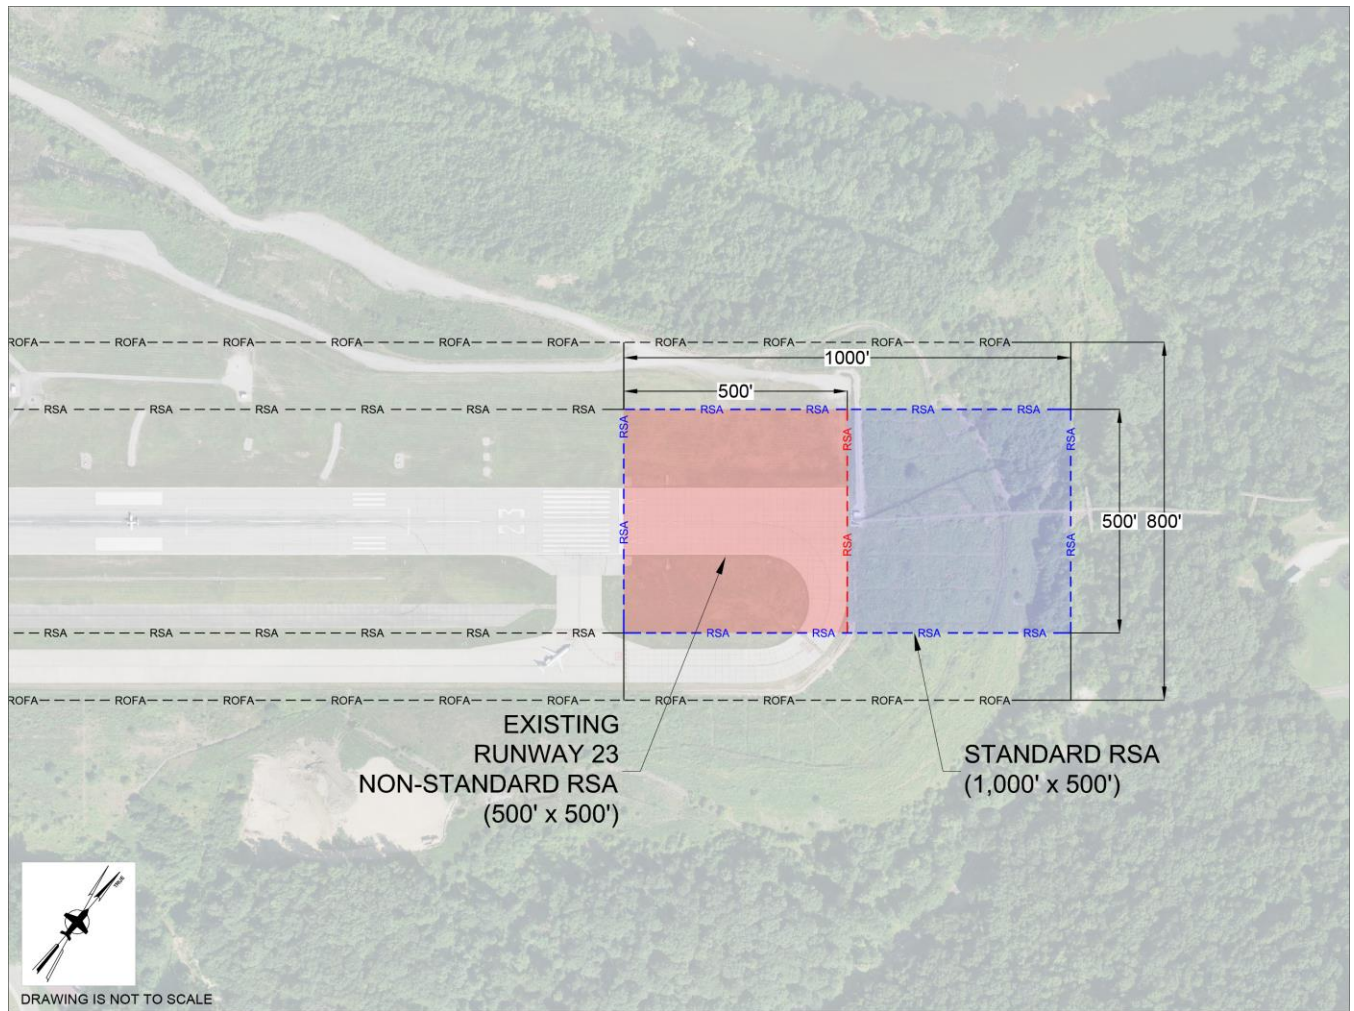 ROFA ROFA ROFA ROFA ROFA ROFA ROFA ROFA ROFA ROFA
1000'
500'
RSA RSA RSA RSA RSA RSA RSA RSA RSA RSA
RSA RSA RSA
23
500' 800'
RSA RSA RSA
RSA RSA RSA RSA RSA RSA RSA RSA RSA RSA
ROFA ROFA ROFA ROFA ROFA ROFA ROFA ROFA ROFA ROFA
EXISTING
RUNWAY 23
NON-STANDARD RSA
(500' x 500')
STANDARD RSA
(1,000' x 500')
TRUE
DRAWING IS NOT TO SCALE